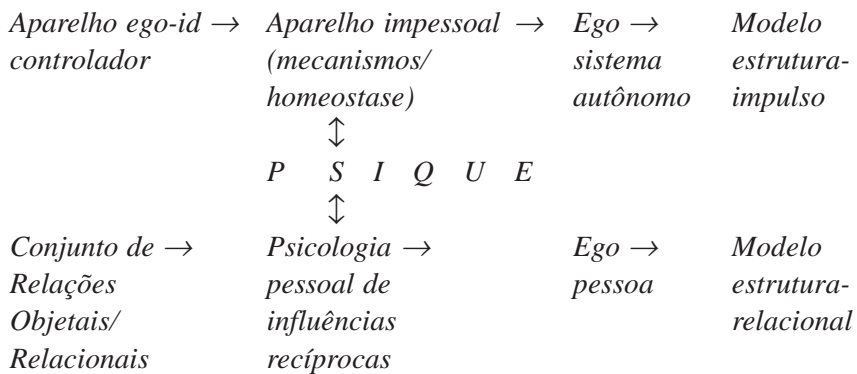 Aparelho ego-id → Aparelho impessoal → Ego → Modelo
controlador (mecanismos/ sistema estrutura-
homeostase) autônomo impulso
↕
P S I Q U E
↕
Conjunto de → Psicologia → Ego → Modelo
Relações pessoal de pessoa estrutura-
Objetais/ influências relacional
Relacionais recíprocas